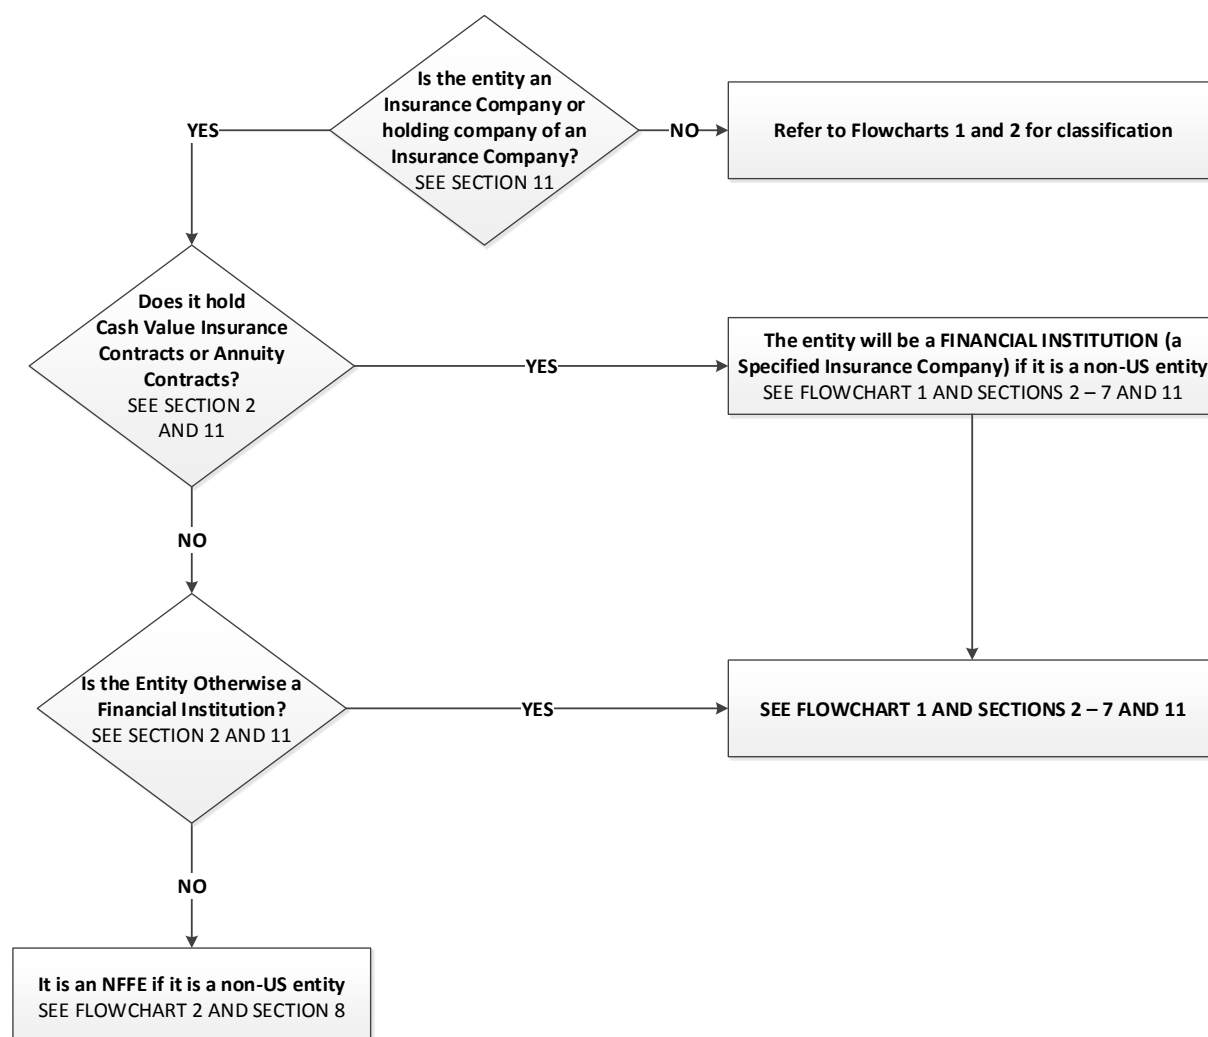 Is the entity an
Insurance Company or
holding company of an
Insurance Company?
SEE SECTION 11
YES
NO
Refer to Flowcharts 1 and 2 for classification
Does it hold
Cash Value Insurance
Contracts or Annuity
Contracts?
SEE SECTION 2
AND 11
YES
The entity will be a FINANCIAL INSTITUTION (a
Specified Insurance Company) if it is a non-US entity
SEE FLOWCHART 1 AND SECTIONS 2 – 7 AND 11
NO
Is the Entity Otherwise a
Financial Institution?
SEE SECTION 2 AND 11
YES
SEE FLOWCHART 1 AND SECTIONS 2 – 7 AND 11
NO
It is an NFFE if it is a non-US entity
SEE FLOWCHART 2 AND SECTION 8